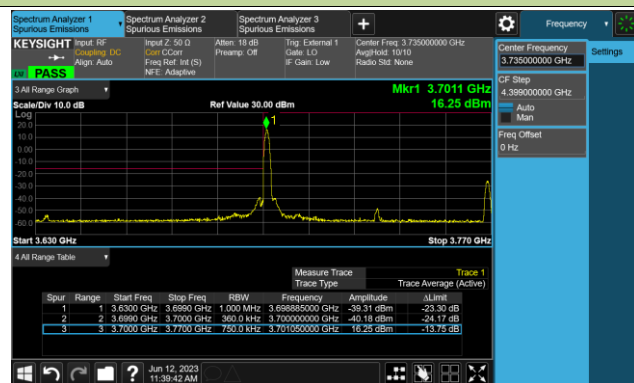 Spectrum Analyzer 1
Spurious Emissions
Spectrum Analyzer 2
Spurious Emissions
Spectrum Analyzer 3
Spurious Emissions
Frequency
KEYSIGHT
Input: RF
Coupling: DC
Align: Auto
Input Z: 50 Ω
Corr CCorr
Freq Ref: Int (S)
NFE: Adaptive
Atten: 18 dB
Preamp: Off
Trig: External 1
Gate: LO
IF Gain: Low
Center Freq: 3.735000000 GHz
Avg|Hold: 10/10
Radio Std: None
PASS
Center Frequency
3.735000000 GHz
Settings
CF Step
4.399000000 GHz
Auto
Man
Freq Offset
0 Hz
3 All Range Graph
Mkr1 3.7011 GHz
Scale/Div 10.0 dB
Ref Value 30.00 dBm
16.25 dBm
Log
20.0
10.0
0.00
-10.0
-20.0
-30.0
-40.0
-50.0
-60.0
1
Start 3.630 GHz
Stop 3.770 GHz
4 All Range Table
Measure Trace Trace 1
Trace Type Trace Average (Active)
Spur Range Start Freq Stop Freq RBW Frequency Amplitude ΔLimit
1 1 3.6300 GHz 3.6990 GHz 1.000 MHz 3.698885000 GHz -39.31 dBm -23.30 dB
2 2 3.6990 GHz 3.7000 GHz 360.0 kHz 3.700000000 GHz -40.18 dBm -24.17 dB
3 3 3.7000 GHz 3.7700 GHz 750.0 kHz 3.701050000 GHz 16.25 dBm -13.75 dB
Jun 12, 2023
11:39:42 AM